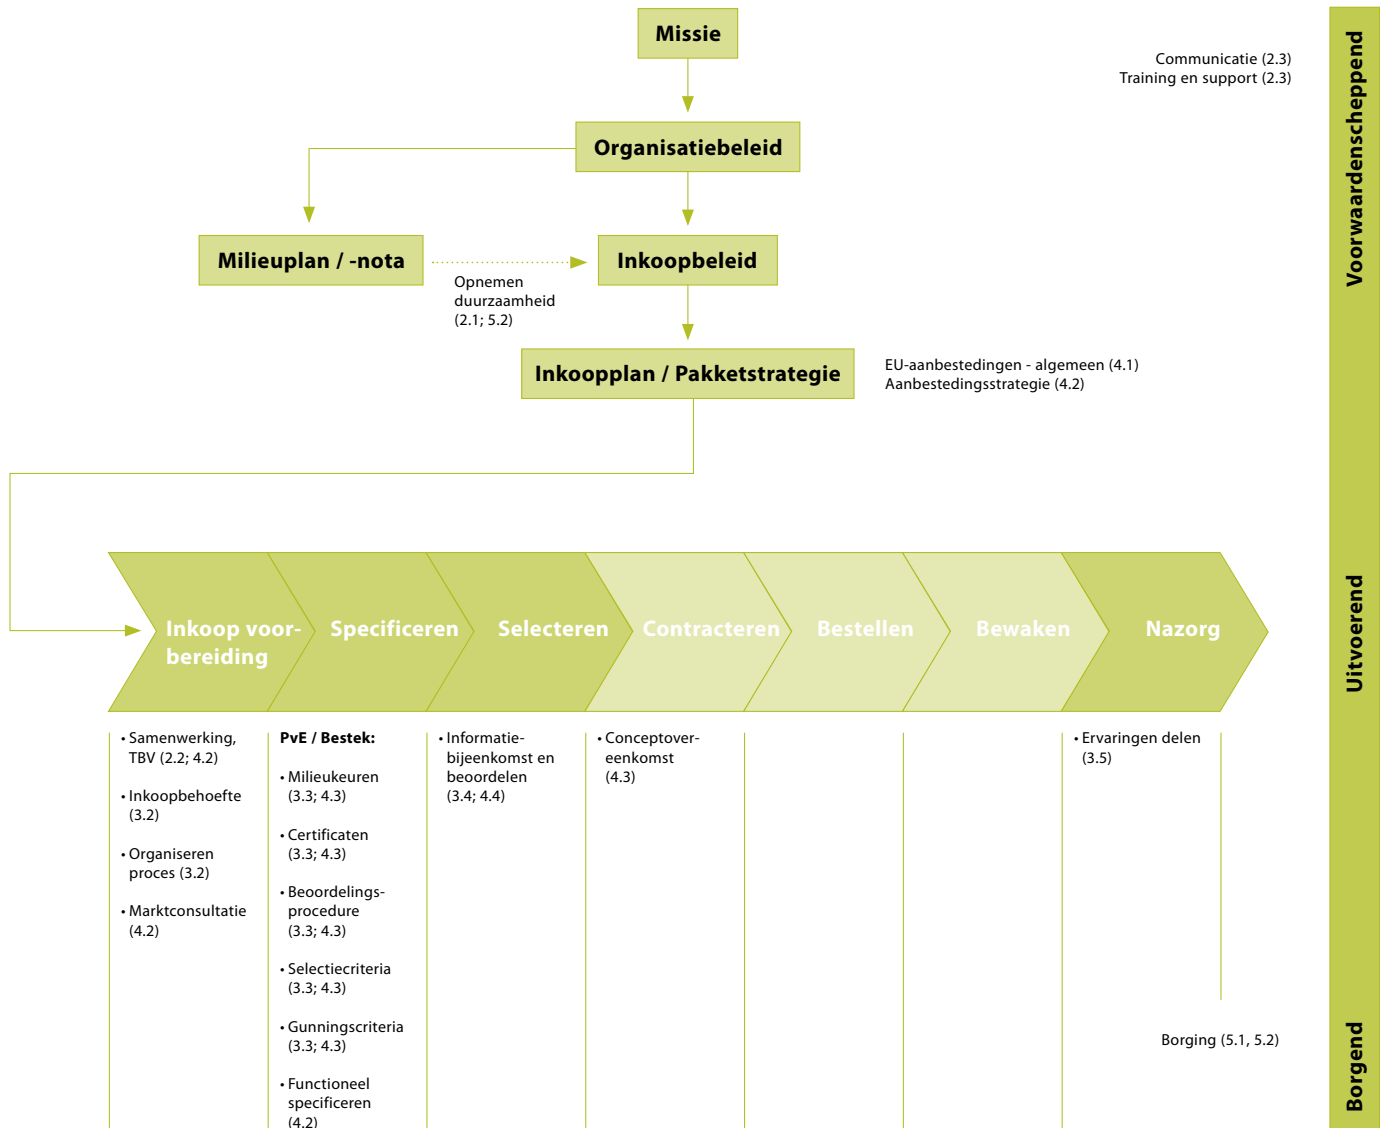 Missie
Communicatie (2.3)
Training en support (2.3)
Voorwaardenscheppend
Organisatiebeleid
Milieuplan / -nota
Opnemen
duurzaamheid
(2.1; 5.2)
Inkoopbeleid
Inkoopplan / Pakketstrategie
EU-aanbestedingen - algemeen (4.1)
Aanbestedingsstrategie (4.2)
Inkoop voor-
bereiding
Specificeren
Selecteren
Contracteren
Bestellen
Bewaken
Nazorg
Uitvoerend
• Samenwerking,
TBV (2.2; 4.2)
• Inkoopbehoefte
(3.2)
• Organiseren
proces (3.2)
• Marktconsultatie
(4.2)
PvE / Bestek:
• Milieukeuren
(3.3; 4.3)
• Certificaten
(3.3; 4.3)
• Beoordelings-
procedure
(3.3; 4.3)
• Selectiecriteria
(3.3; 4.3)
• Gunningscriteria
(3.3; 4.3)
• Functioneel
specificeren
(4.2)
• Informatie-
bijeenkomst en
beoordelen
(3.4; 4.4)
• Conceptover-
eenkomst
(4.3)
• Ervaringen delen
(3.5)
Borging (5.1, 5.2)
Borgend